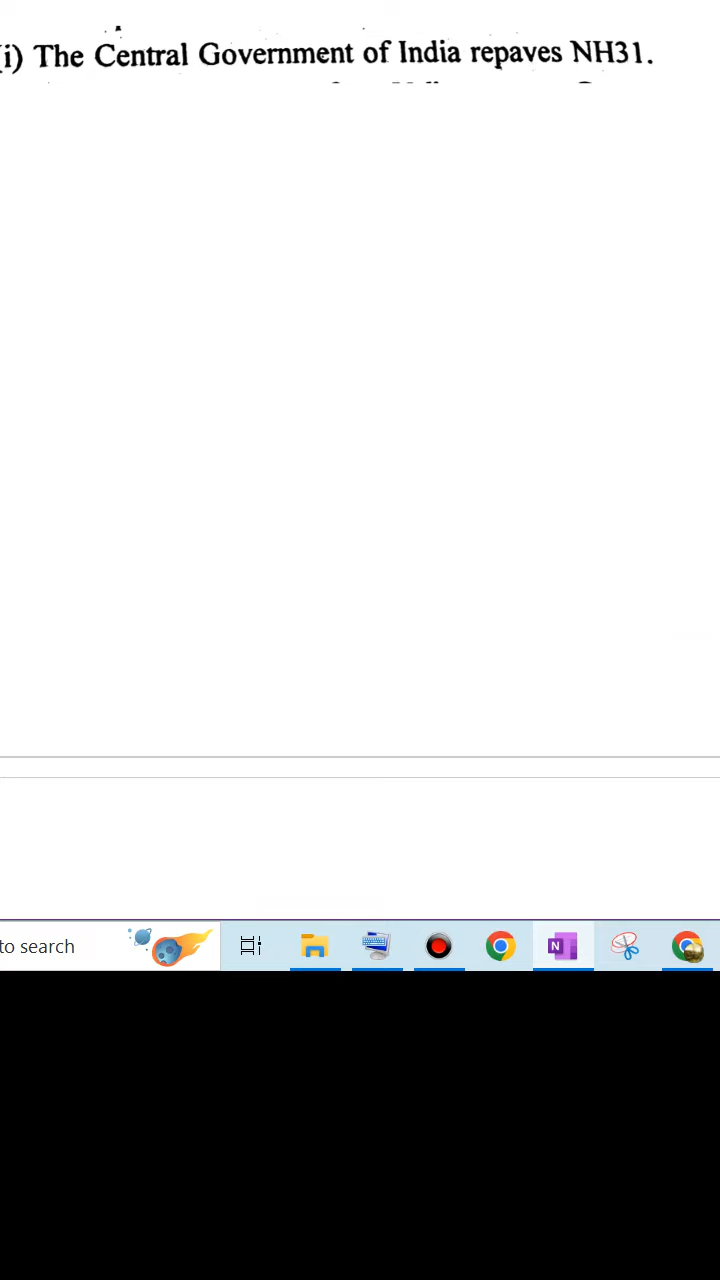 i) The Central Government of India repaves NH31.
to search